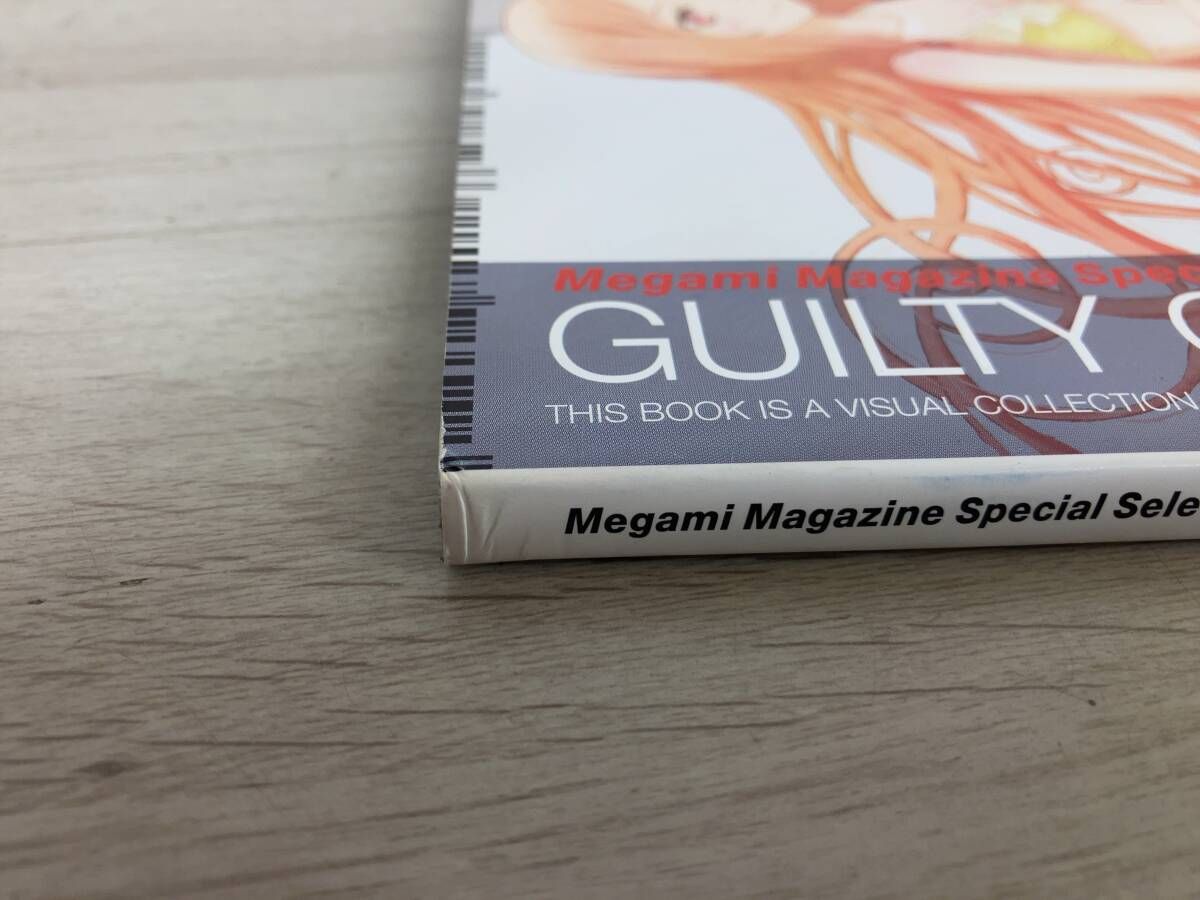 Megami Magazine Spec
GUILTY C
THIS BOOK IS A VISUAL COLLECTION
Megami Magazine Special Sele